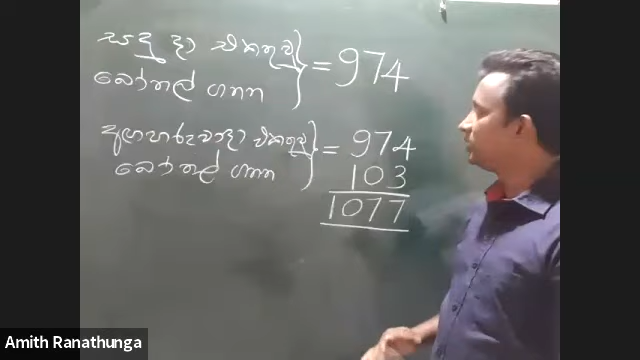 සඳු දා එකතුවූ } = 974
බෝතල් ගනන
අඟහරුවාදා එකතුවූ } = 974
බෝතල් ගනන 103
1077
Amith Ranathunga